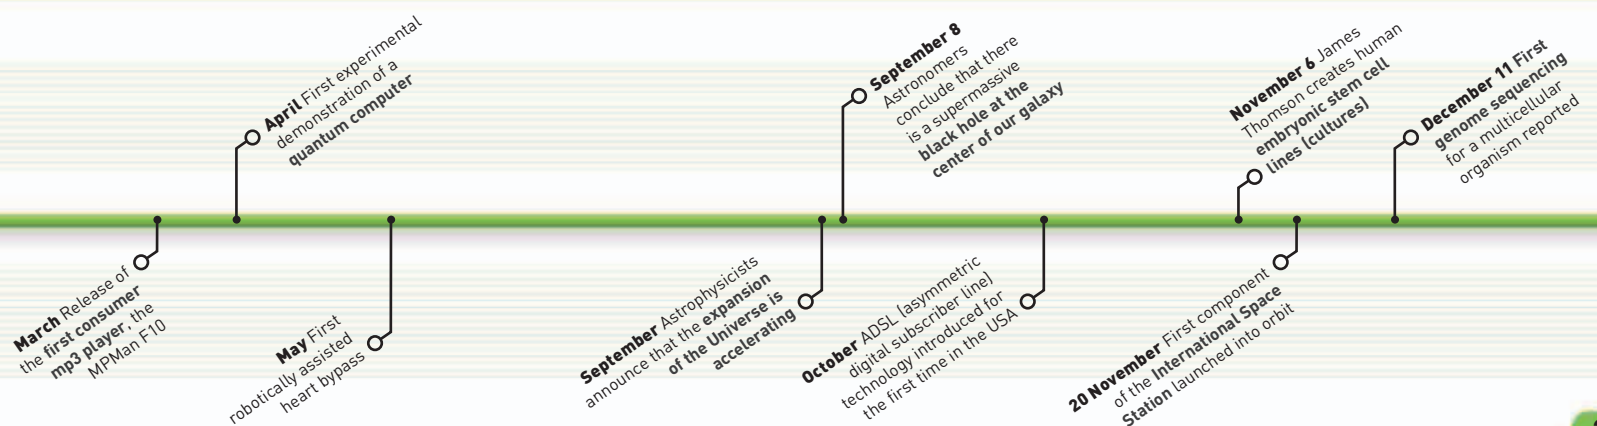 March Release of
the first consumer
mp3 player, the
MPMan F10
April First experimental
demonstration of a
quantum computer
May First
robotically assisted
heart bypass
September Astrophysicists
announce that the expansion
of the Universe is
accelerating
September 8
Astronomers
conclude that there
is a supermassive
black hole at the
center of our galaxy
October ADSL (asymmetric
digital subscriber line)
technology introduced for
the first time in the USA
November 6 James
Thomson creates human
embryonic stem cell
lines (cultures)
20 November First component
of the International Space
Station launched into orbit
December 11 First
genome sequencing
for a multicellular
organism reported